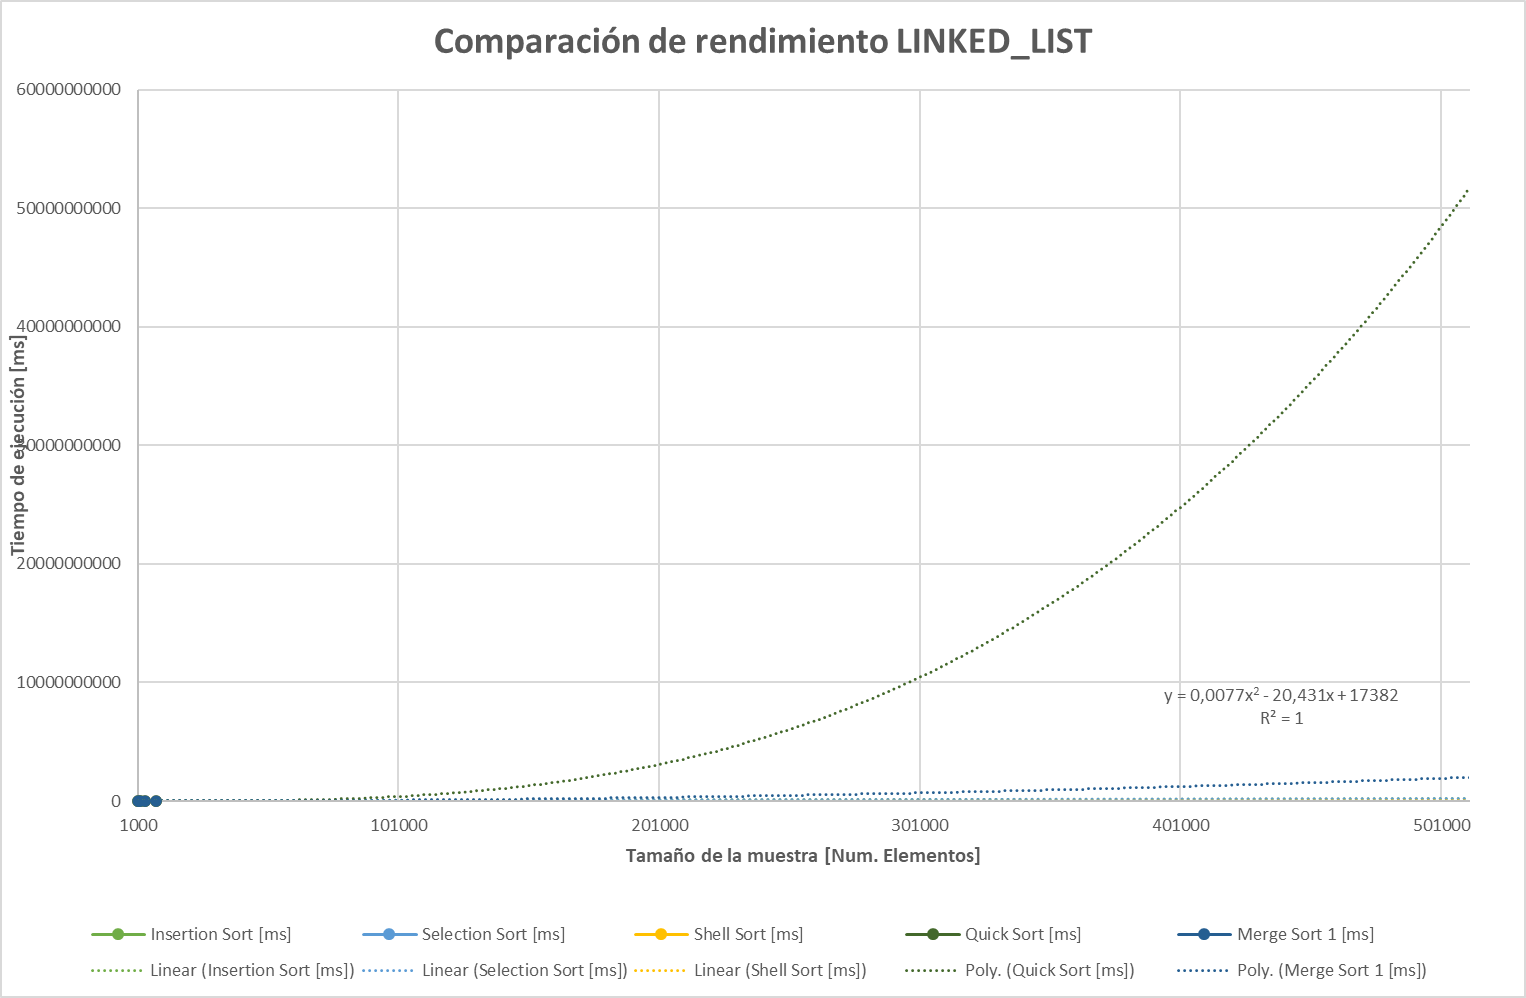 Comparación de rendimiento LINKED_LIST
60000000000
50000000000
40000000000
30000000000
20000000000
10000000000
0
Tiempo de ejecución [ms]
y = 0,0077x² - 20,431x + 17382
R² = 1
1000 101000 201000 301000 401000 501000
Tamaño de la muestra [Num. Elementos]
Insertion Sort [ms] Selection Sort [ms] Shell Sort [ms] Quick Sort [ms] Merge Sort 1 [ms]
Linear (Insertion Sort [ms]) Linear (Selection Sort [ms]) Linear (Shell Sort [ms]) Poly. (Quick Sort [ms]) Poly. (Merge Sort 1 [ms])